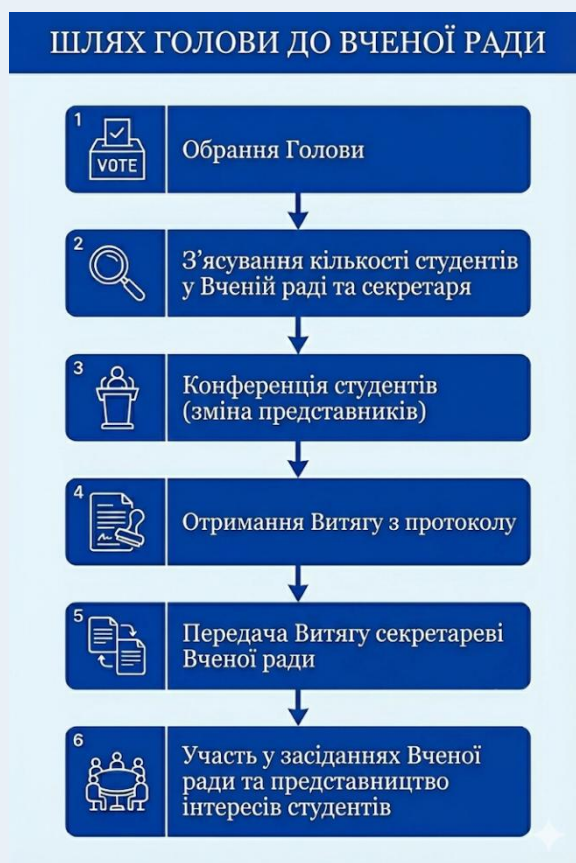 ШЛЯХ ГОЛОВИ ДО ВЧЕНОЇ РАДИ
1
VOTE
Обрання Голови
2
З’ясування кількості студентів
у Вченій раді та секретаря
3
Конференція студентів
(зміна представників)
4
Отримання Витягу з протоколу
5
Передача Витягу секретареві
Вченої ради
6
Участь у засіданнях Вченої
ради та представництво
інтересів студентів